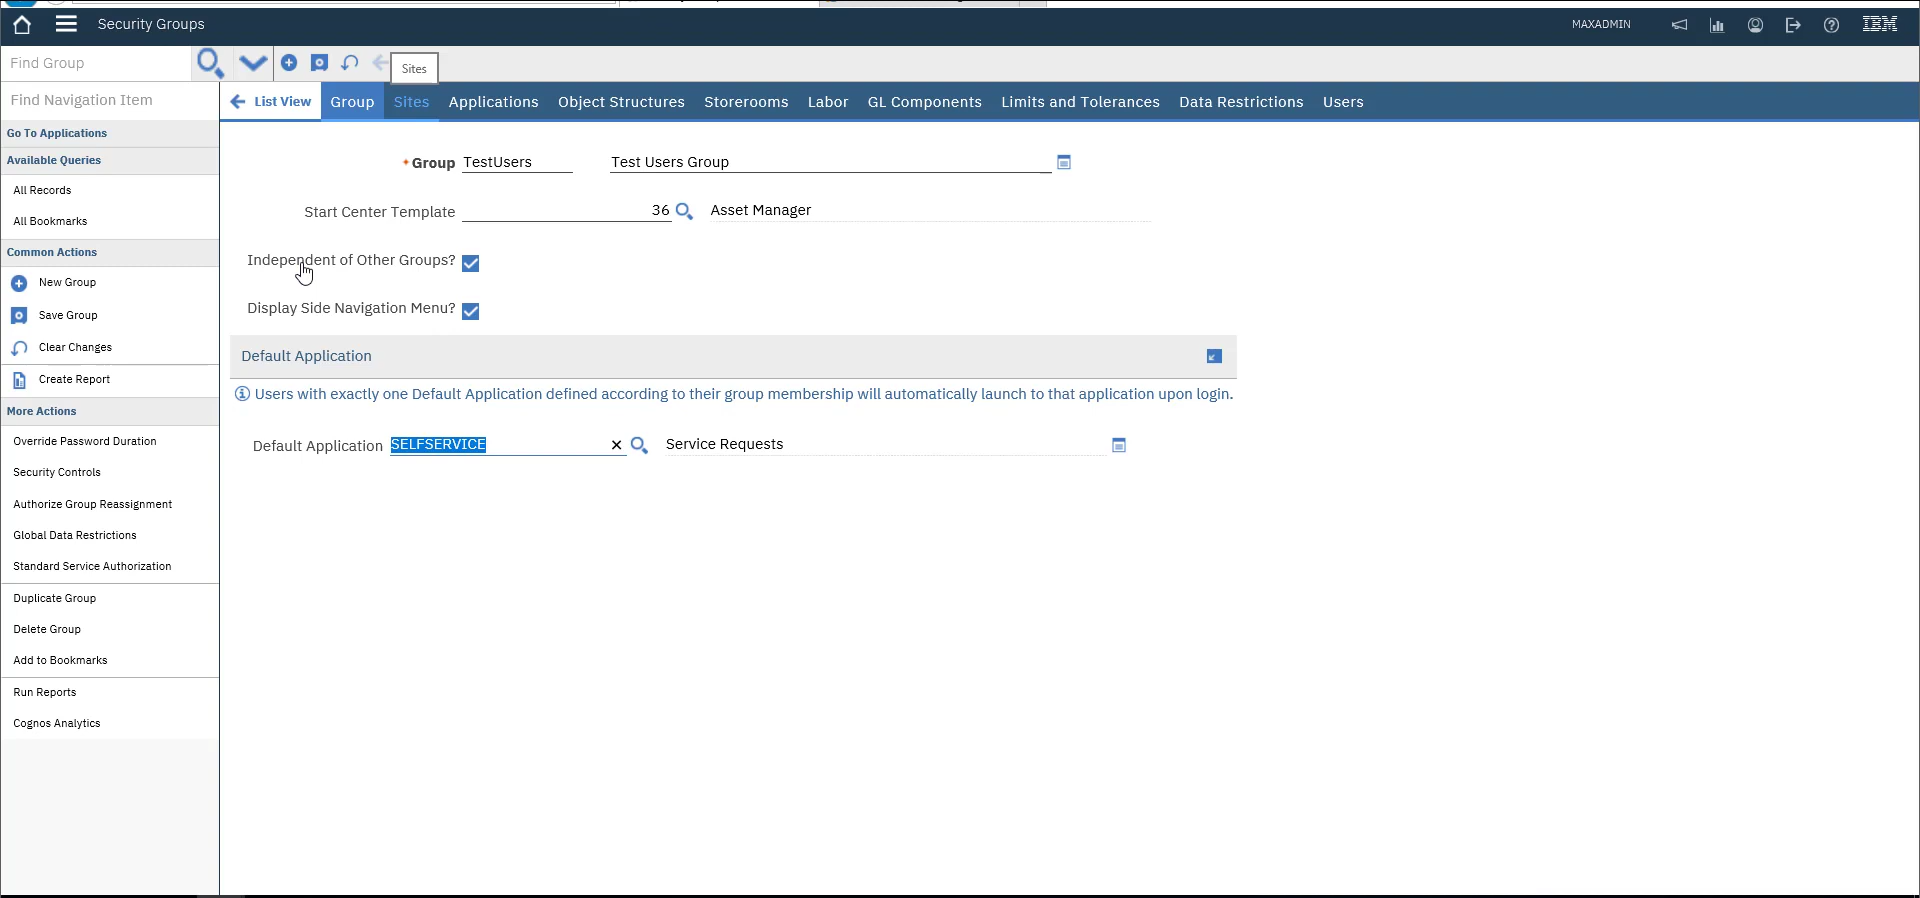 Security Groups
MAXADMIN
IBM
Find Group
Sites
Find Navigation Item
List View Group Sites Applications Object Structures Storerooms Labor GL Components Limits and Tolerances Data Restrictions Users
Go To Applications
Available Queries
All Records
All Bookmarks
Common Actions
New Group
Save Group
Clear Changes
Create Report
More Actions
Override Password Duration
Security Controls
Authorize Group Reassignment
Global Data Restrictions
Standard Service Authorization
Duplicate Group
Delete Group
Add to Bookmarks
Run Reports
Cognos Analytics
Group TestUsers Test Users Group
Start Center Template 36 Asset Manager
Independent of Other Groups?
Display Side Navigation Menu?
Default Application
Users with exactly one Default Application defined according to their group membership will automatically launch to that application upon login.
Default Application SELFSERVICE Service Requests